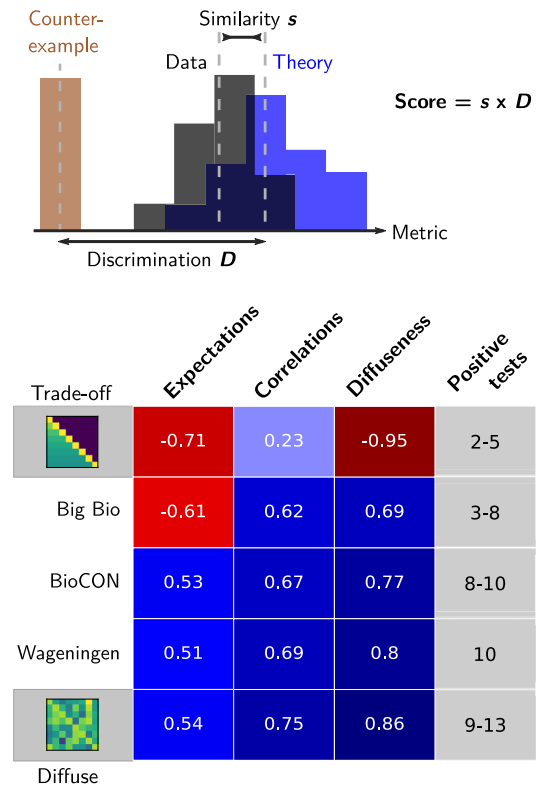 Counter-
example
Similarity s
Data
Theory
Score = s x D
Metric
Discrimination D
Expectations
Correlations
Diffuseness
Positive
tests
Trade-off
-0.71 0.23 -0.95 2-5
Big Bio -0.61 0.62 0.69 3-8
BioCON 0.53 0.67 0.77 8-10
Wageningen 0.51 0.69 0.8 10
0.54 0.75 0.86 9-13
Diffuse